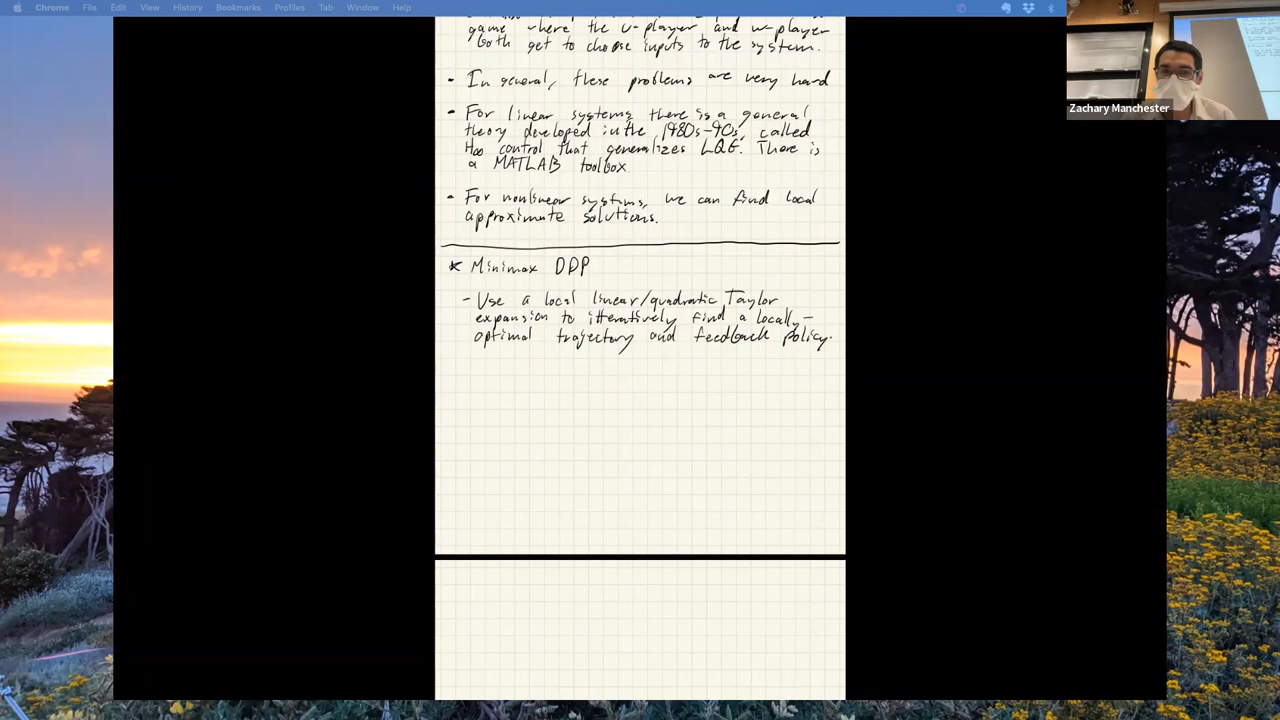 Chrome File Edit View History Bookmarks Profiles Tab Window Help
Zachary Manchester
game where the u-player and w-player
both get to choose inputs to the system.
- In general, these problems are very hard
- For linear systems there is a general
theory developed in the 1980s-90s, called
H∞ control that generalizes LQG. There is
a MATLAB toolbox.
- For nonlinear systems, we can find local
approximate solutions.
* Minimax DDP
- Use a local linear/quadratic Taylor
expansion to itteratively find a locally-
optimal trajectory and feedback policy.